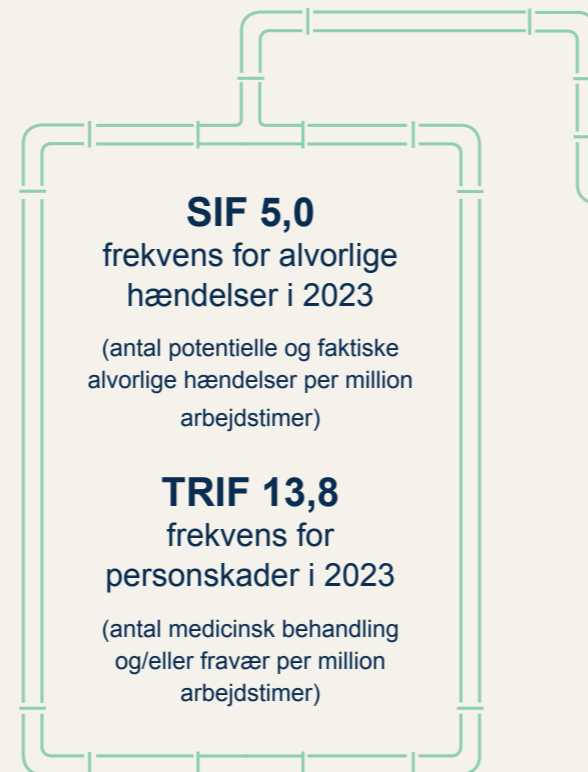 SIF 5,0
frekvens for alvorlige
hændelser i 2023
(antal potentielle og faktiske
alvorlige hændelser per million
arbejdstimer)
TRIF 13,8
frekvens for
personskader i 2023
(antal medicinsk behandling
og/eller fravær per million
arbejdstimer)